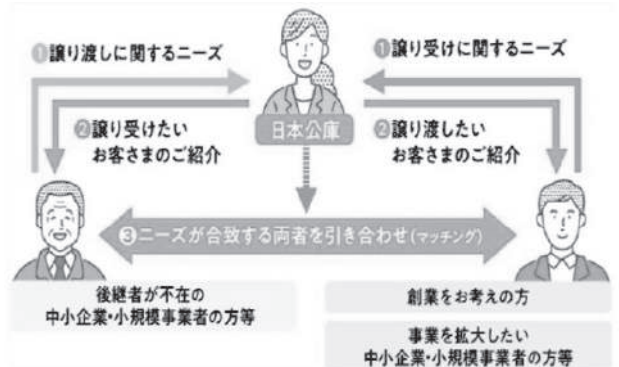 ❶譲り渡しに関するニーズ
❶譲り受けに関するニーズ
❷譲り受けたい
お客さまのご紹介
日本公庫
❷譲り渡したい
お客さまのご紹介
❸ニーズが合致する両者を引き合わせ(マッチング)
後継者が不在の
中小企業・小規模事業者の方等
創業をお考えの方
事業を拡大したい
中小企業・小規模事業者の方等